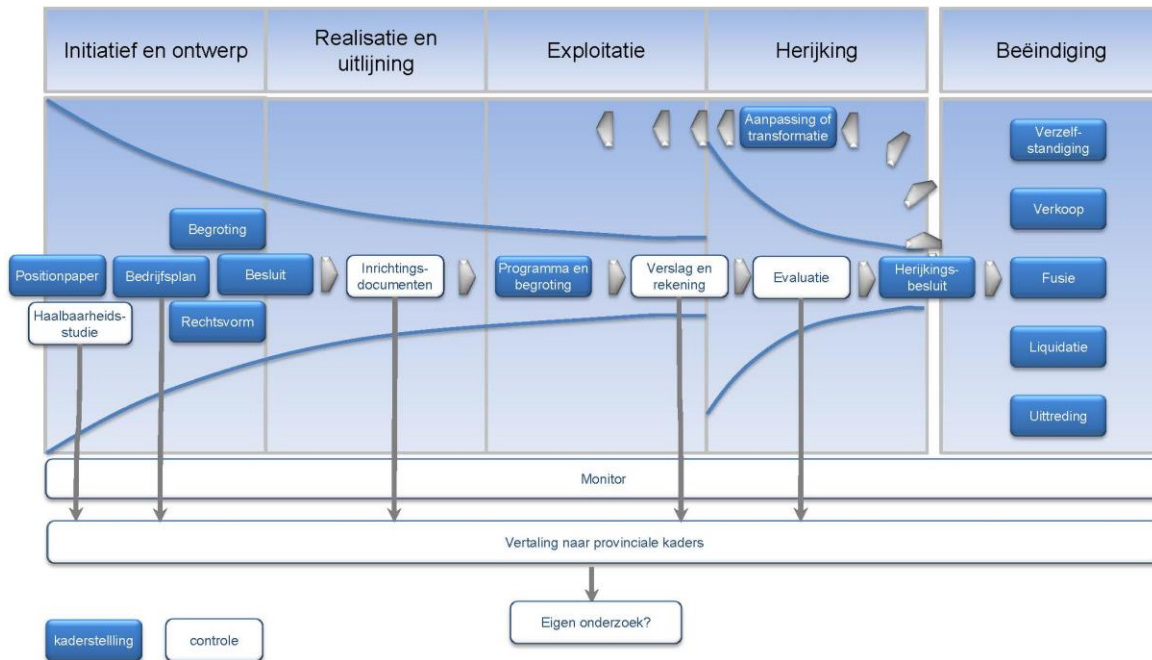 Initiatief en ontwerp
Realisatie en
uitlijning
Exploitatie
Herijking
Beëindiging
Aanpassing of
transformatie
Verzelf-
standiging
Verkoop
Begroting
Positionpaper
Bedrijfsplan
Besluit
Inrichtings-
documenten
Programma en
begroting
Verslag en
rekening
Evaluatie
Herijkings-
besluit
Fusie
Haalbaarheids-
studie
Rechtsvorm
Liquidatie
Uittreding
Monitor
Vertaling naar provinciale kaders
Eigen onderzoek?
kaderstellling
controle